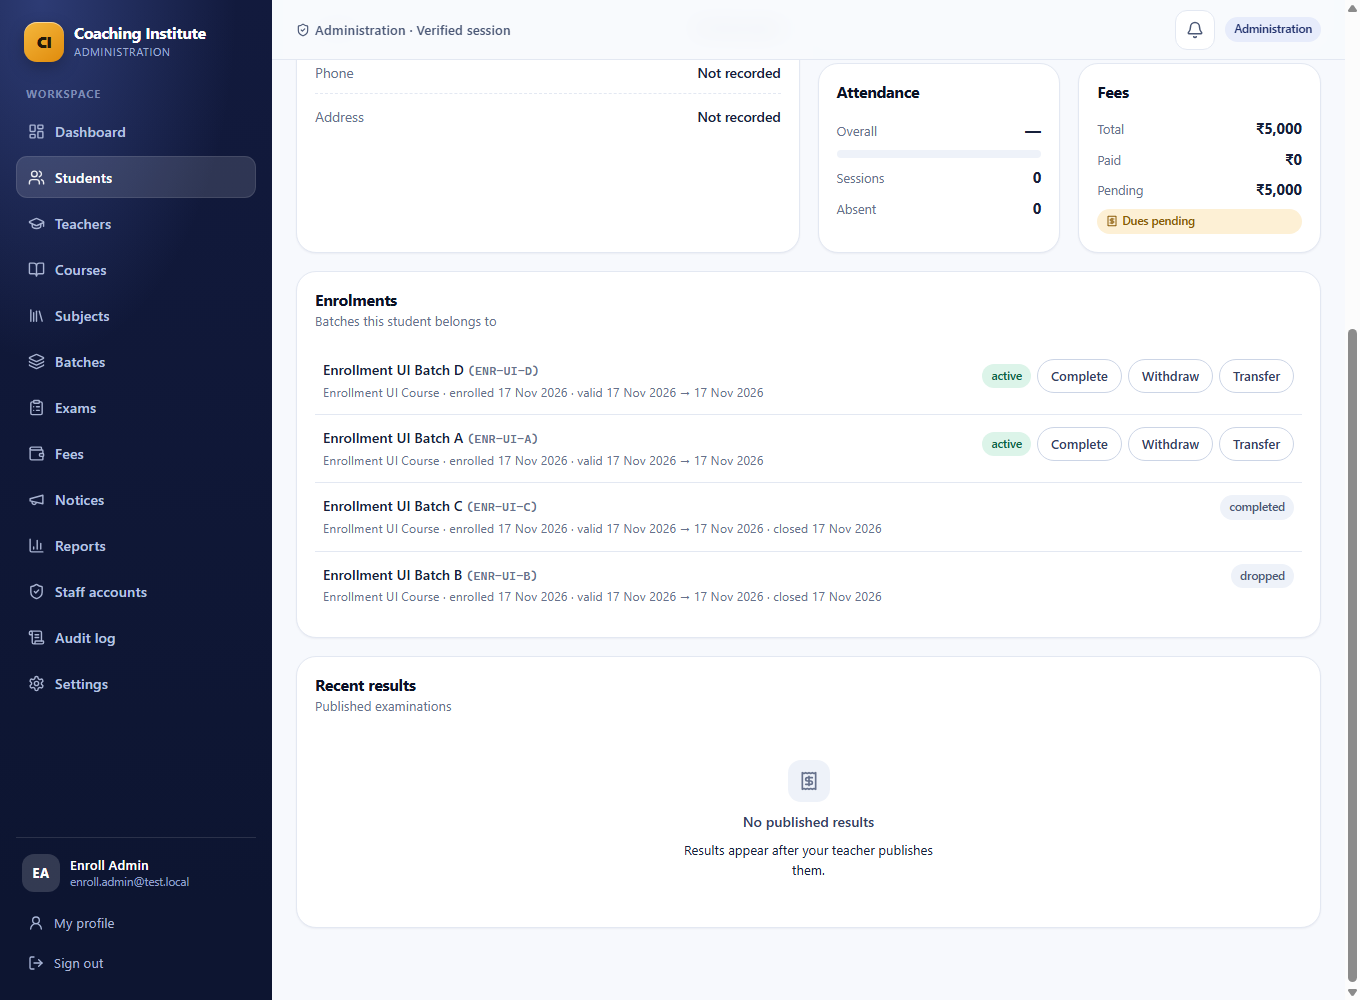 CI
Coaching Institute
ADMINISTRATION
WORKSPACE
Dashboard
Students
Teachers
Courses
Subjects
Batches
Exams
Fees
Notices
Reports
Staff accounts
Audit log
Settings
EA
Enroll Admin
enroll.admin@test.local
My profile
Sign out
Administration · Verified session
Administration
Phone Not recorded
Address Not recorded
Attendance
Overall —
Sessions 0
Absent 0
Fees
Total ₹5,000
Paid ₹0
Pending ₹5,000
Dues pending
Enrolments
Batches this student belongs to
Enrollment UI Batch D (ENR-UI-D)
Enrollment UI Course · enrolled 17 Nov 2026 · valid 17 Nov 2026 → 17 Nov 2026
active Complete Withdraw Transfer
Enrollment UI Batch A (ENR-UI-A)
Enrollment UI Course · enrolled 17 Nov 2026 · valid 17 Nov 2026 → 17 Nov 2026
active Complete Withdraw Transfer
Enrollment UI Batch C (ENR-UI-C)
Enrollment UI Course · enrolled 17 Nov 2026 · valid 17 Nov 2026 → 17 Nov 2026 · closed 17 Nov 2026
completed
Enrollment UI Batch B (ENR-UI-B)
Enrollment UI Course · enrolled 17 Nov 2026 · valid 17 Nov 2026 → 17 Nov 2026 · closed 17 Nov 2026
dropped
Recent results
Published examinations
No published results
Results appear after your teacher publishes
them.